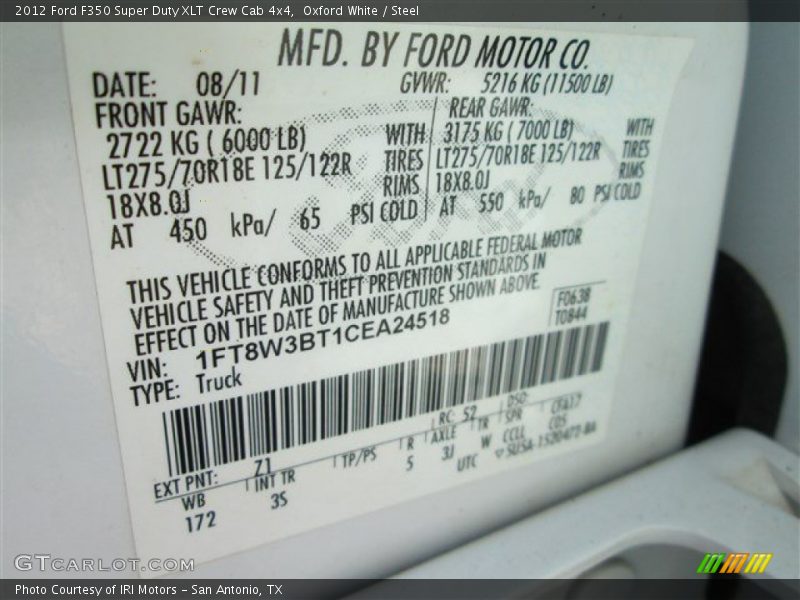 2012 Ford F350 Super Duty XLT Crew Cab 4x4, Oxford White / Steel
MFD. BY FORD MOTOR CO.
DATE: 08/11
GVWR: 5216 KG (11500 LB)
FRONT GAWR:
2722 KG ( 6000 LB) WITH
LT275/70R18E 125/122R TIRES
18X8.0J RIMS
AT 450 kPa/ 65 PSI COLD
REAR GAWR:
3175 KG ( 7000 LB) WITH
LT275/70R18E 125/122R TIRES
18X8.0J RIMS
AT 550 kPa/ 80 PSI COLD
THIS VEHICLE CONFORMS TO ALL APPLICABLE FEDERAL MOTOR
VEHICLE SAFETY AND THEFT PREVENTION STANDARDS IN
EFFECT ON THE DATE OF MANUFACTURE SHOWN ABOVE.
F0638
T0844
VIN: 1FT8W3BT1CEA24518
TYPE: Truck
EXT PNT: Z1 RC: 52 DSO:
WB INT TR TP/PS R AXLE TR SPR
172 3S 5 3J W CCLL
UTC
GTCARLOT.COM
Photo Courtesy of IRI Motors – San Antonio, TX